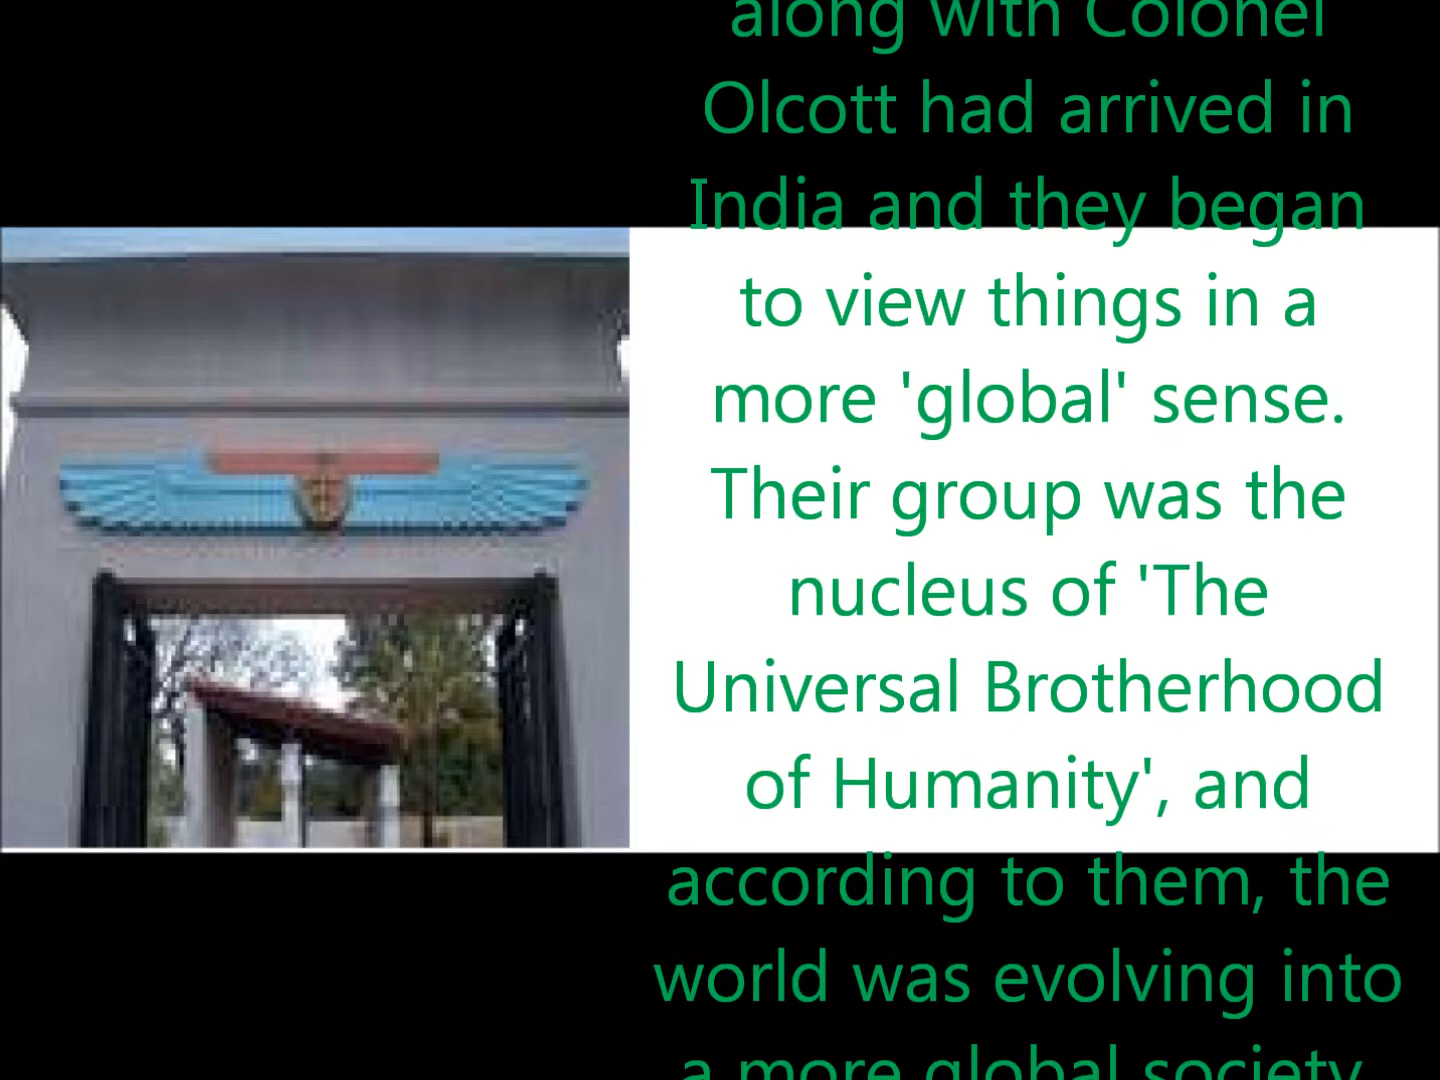 along with Colonel
Olcott had arrived in
India and they began
to view things in a
more 'global' sense.
Their group was the
nucleus of 'The
Universal Brotherhood
of Humanity', and
according to them, the
world was evolving into
a more global society.